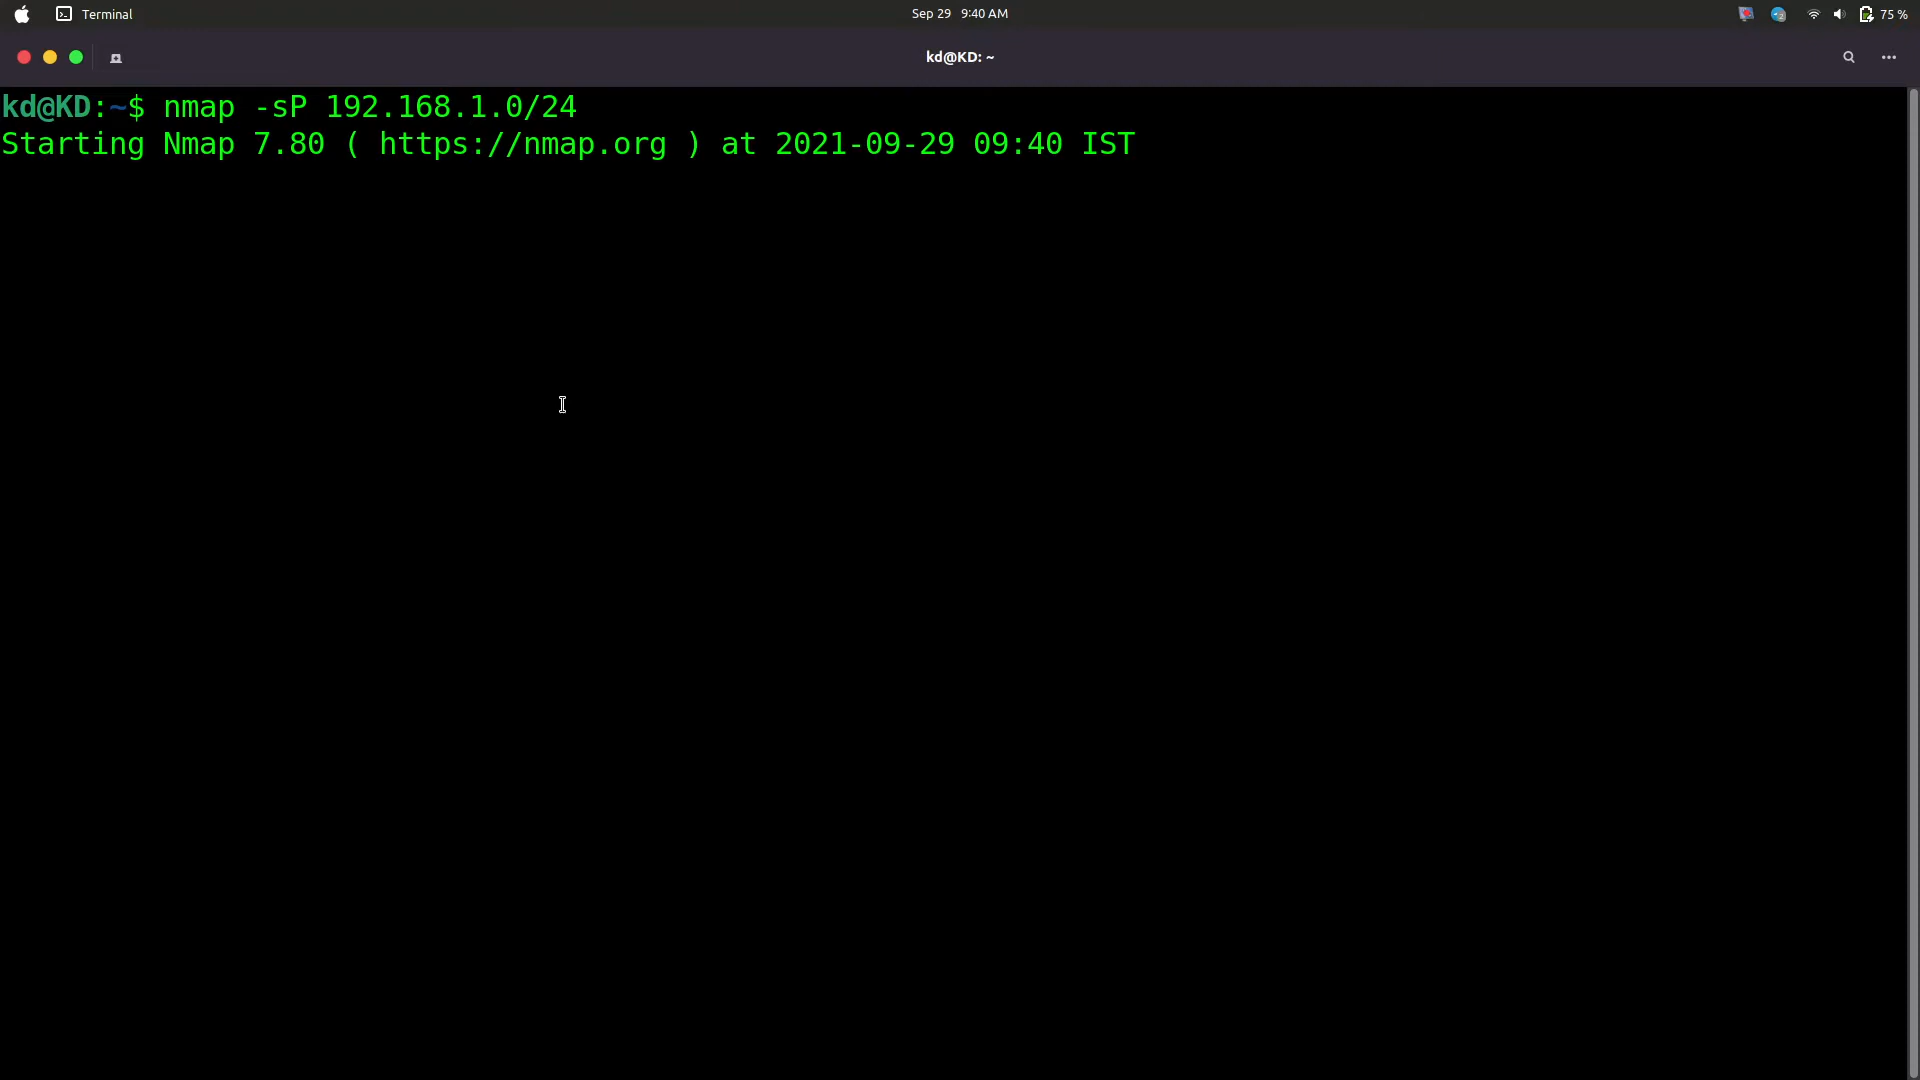 Terminal
Sep 29 9:40 AM
75 %
kd@KD: ~
kd@KD:~$ nmap -sP 192.168.1.0/24
Starting Nmap 7.80 ( https://nmap.org ) at 2021-09-29 09:40 IST